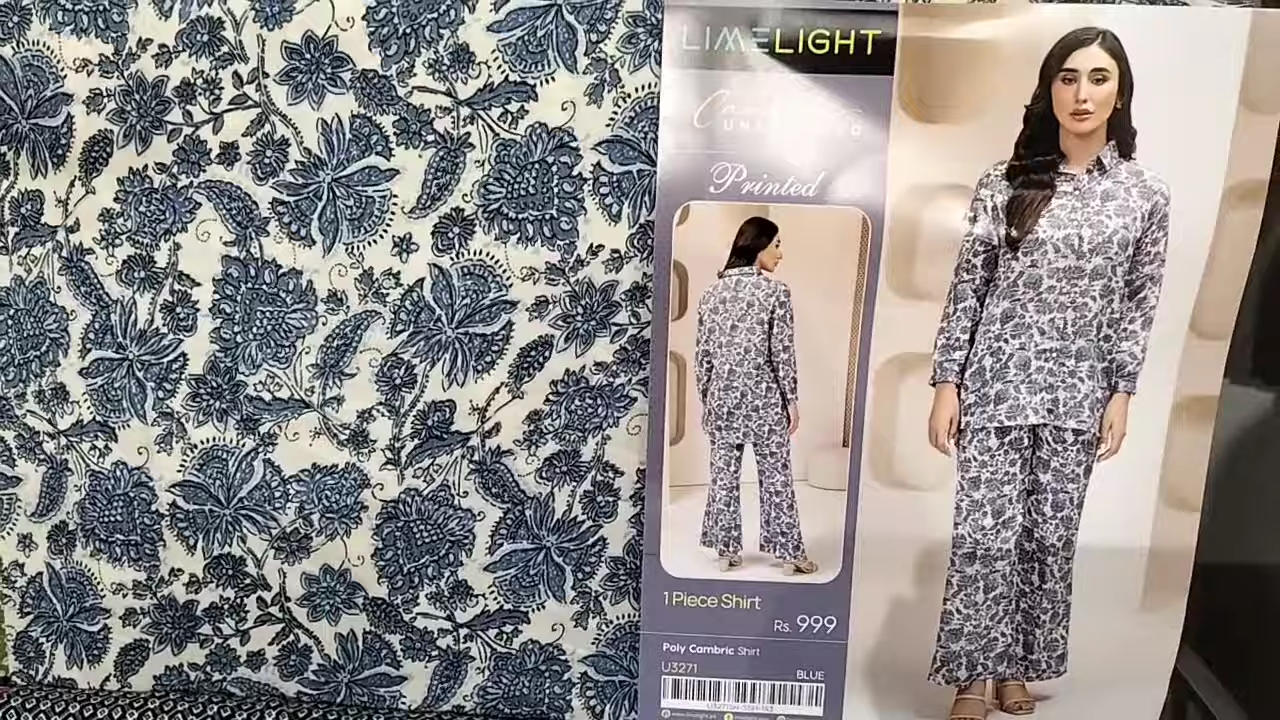 LIMELIGHT
Printed
1 Piece Shirt
Rs. 999
Poly Cambric Shirt
U3271
BLUE